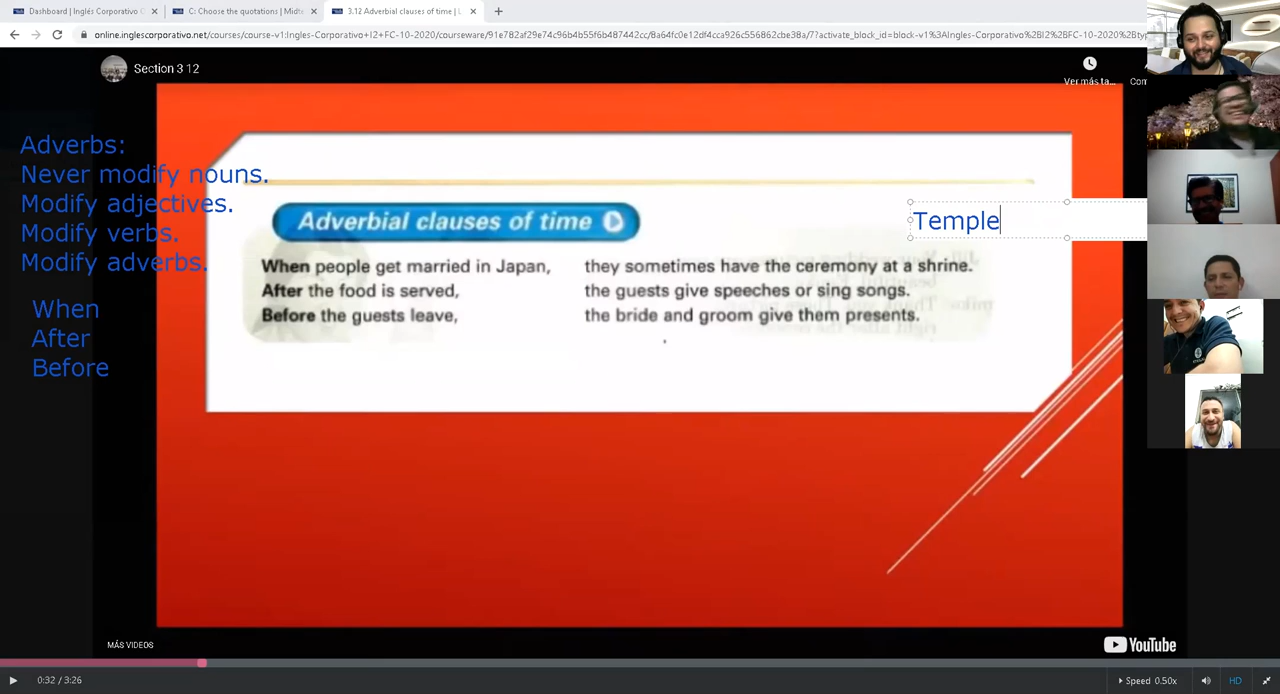 Dashboard | Inglés Corporativo
C: Choose the quotations | Midte
3.12 Adverbial clauses of time | L
online.inglescorporativo.net/courses/course-v1:Ingles-Corporativo+I2+FC-10-2020/courseware/91e782af29e74c96b4b55f6b487442cc/8a64fc0e12df4cca926c556862cbe38a/7?activate_block_id=block-v1%3AIngles-Corporativo%2BI2%2BFC-10-2020%2Btyp
Section 3 12
Ver más ta...
Com
Adverbs:
Never modify nouns.
Modify adjectives.
Modify verbs.
Modify adverbs.
When
After
Before
Adverbial clauses of time
Temple
When people get married in Japan, they sometimes have the ceremony at a shrine.
After the food is served, the guests give speeches or sing songs.
Before the guests leave, the bride and groom give them presents.
MÁS VIDEOS
YouTube
0:32 / 3:26
Speed 0.50x
HD